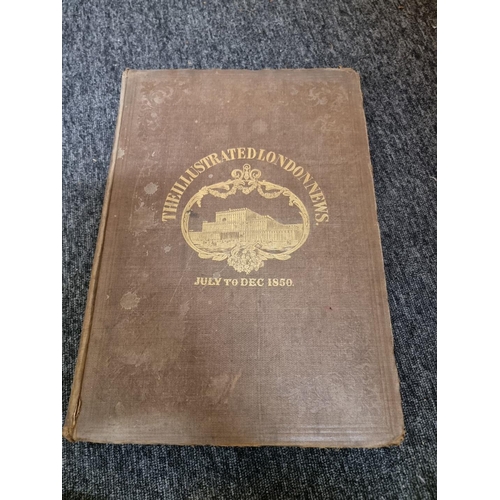 THE ILLUSTRATED LONDON NEWS.
JULY TO DEC 1850.